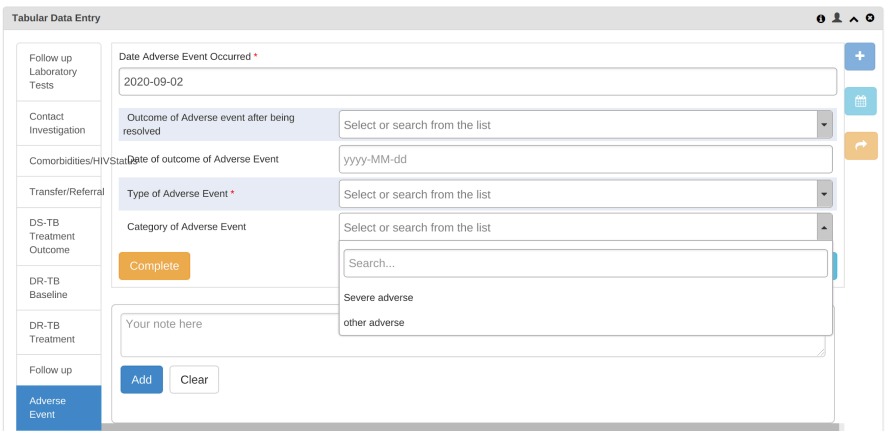 Tabular Data Entry
Follow up
Laboratory
Tests
Contact
Investigation
Comorbidities/HIVStatus
Transfer/Referral
DS-TB
Treatment
Outcome
DR-TB
Baseline
DR-TB
Treatment
Follow up
Adverse
Event
Date Adverse Event Occurred *
2020-09-02
Outcome of Adverse event after being
resolved
Select or search from the list
Date of outcome of Adverse Event
yyyy-MM-dd
Type of Adverse Event *
Select or search from the list
Category of Adverse Event
Select or search from the list
Search...
Severe adverse
other adverse
Complete
Your note here
Add
Clear